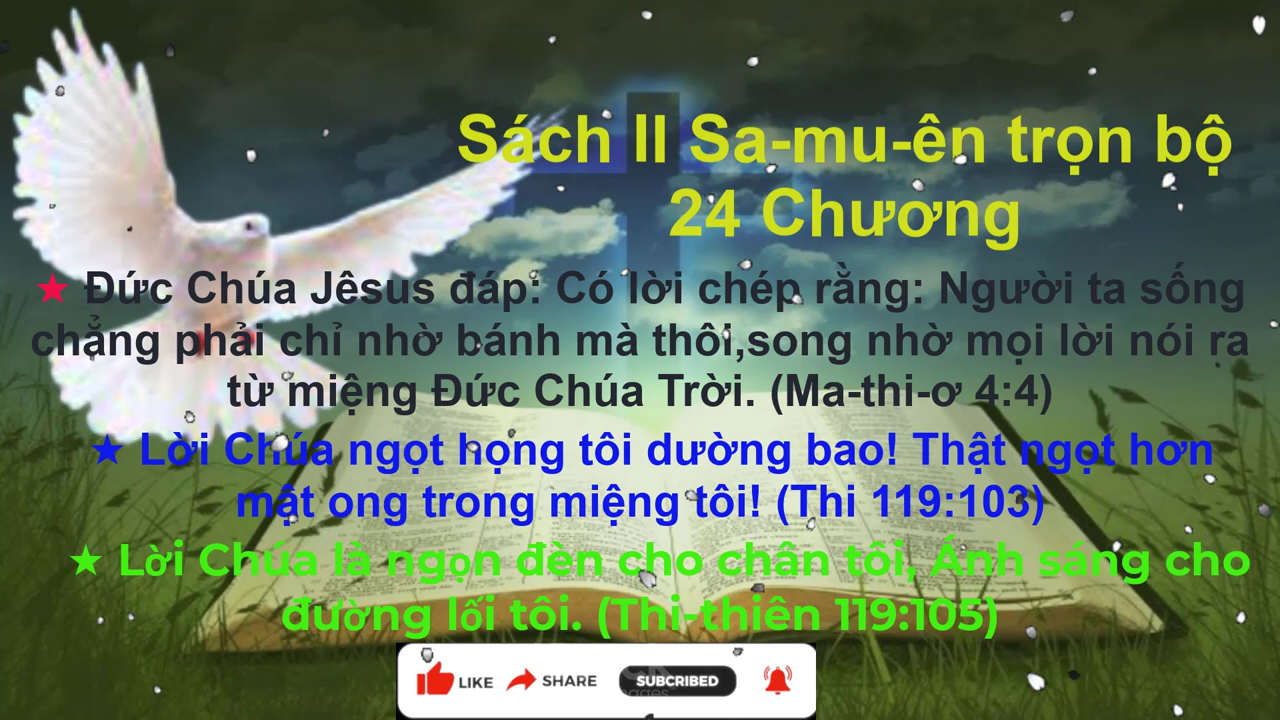 Sách II Sa-mu-ên trọn bộ
24 Chương
★ Đức Chúa Jêsus đáp: Có lời chép rằng: Người ta sống
chẳng phải chỉ nhờ bánh mà thôi,song nhờ mọi lời nói ra
từ miệng Đức Chúa Trời. (Ma-thi-ơ 4:4)
★ Lời Chúa ngọt họng tôi dường bao! Thật ngọt hơn
mật ong trong miệng tôi! (Thi 119:103)
★ Lời Chúa là ngọn đèn cho chân tôi, Ánh sáng cho
đường lối tôi. (Thi-thiên 119:105)
LIKE SHARE SUBCRIBED